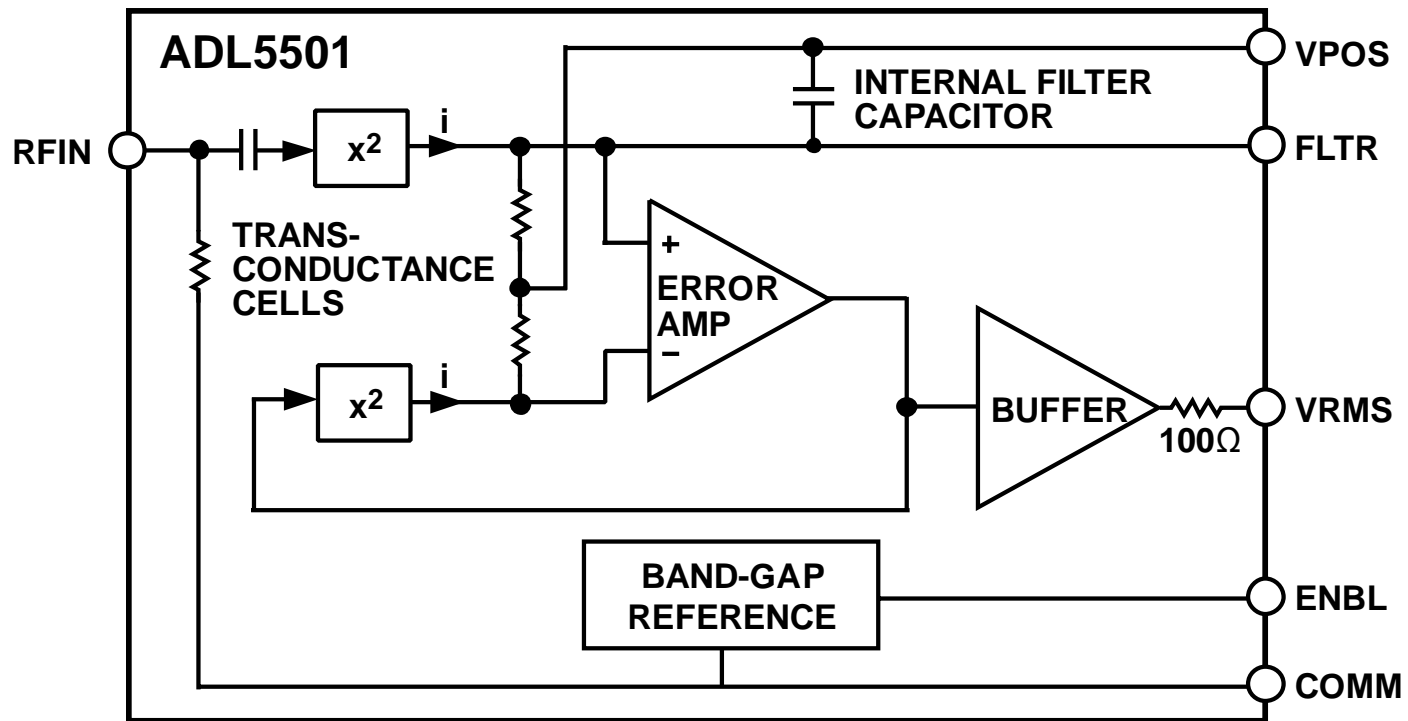 ADL5501
VPOS
INTERNAL FILTER
CAPACITOR
RFIN
x²
i
FLTR
TRANS-
CONDUCTANCE
CELLS
+
ERROR
AMP
−
x²
i
BUFFER
100Ω
VRMS
BAND-GAP
REFERENCE
ENBL
COMM